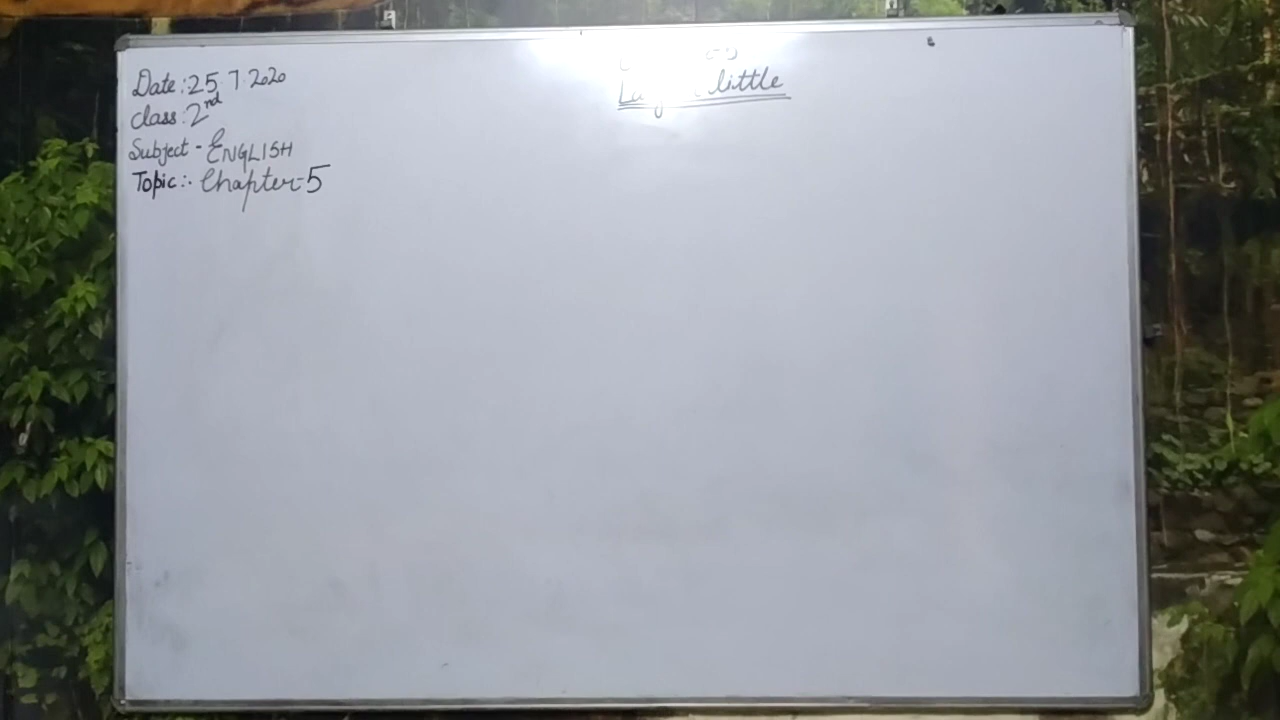 Date: 25.7.2020
Class: 2nd
Subject - ENGLISH
Topic:- Chapter-5
little